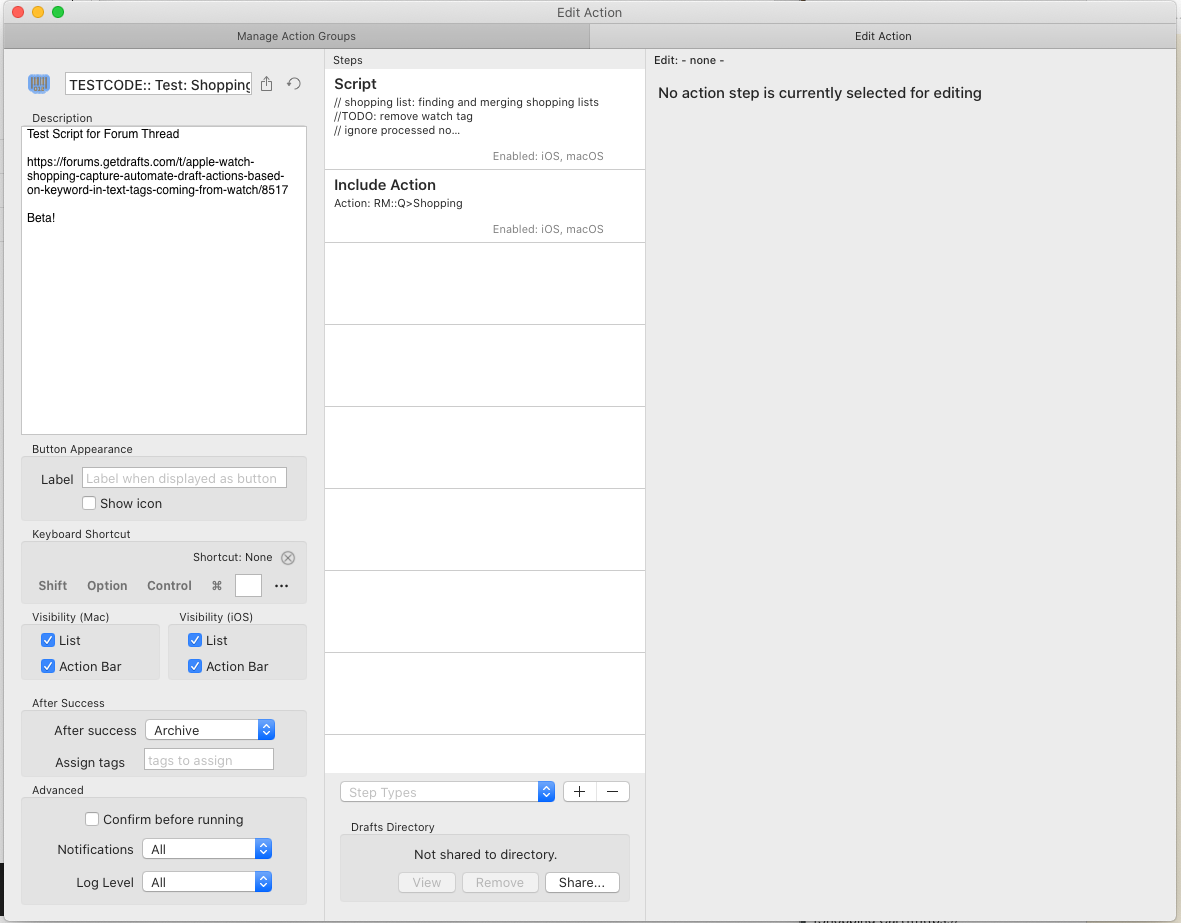 Edit Action
Manage Action Groups
Edit Action
TESTCODE:: Test: Shopping
Description
Test Script for Forum Thread
https://forums.getdrafts.com/t/apple-watch-
shopping-capture-automate-draft-actions-based-
on-keyword-in-text-tags-coming-from-watch/8517
Beta!
Button Appearance
Label
Label when displayed as button
Show icon
Keyboard Shortcut
Shortcut: None
Shift Option Control ⌘ •••
Visibility (Mac)
List
Action Bar
Visibility (iOS)
List
Action Bar
After Success
After success Archive
Assign tags tags to assign
Advanced
Confirm before running
Notifications All
Log Level All
Steps
Script
// shopping list: finding and merging shopping lists
//TODO: remove watch tag
// ignore processed no...
Enabled: iOS, macOS
Include Action
Action: RM::Q>Shopping
Enabled: iOS, macOS
Step Types + −
Drafts Directory
Not shared to directory.
View Remove Share...
Edit: - none -
No action step is currently selected for editing